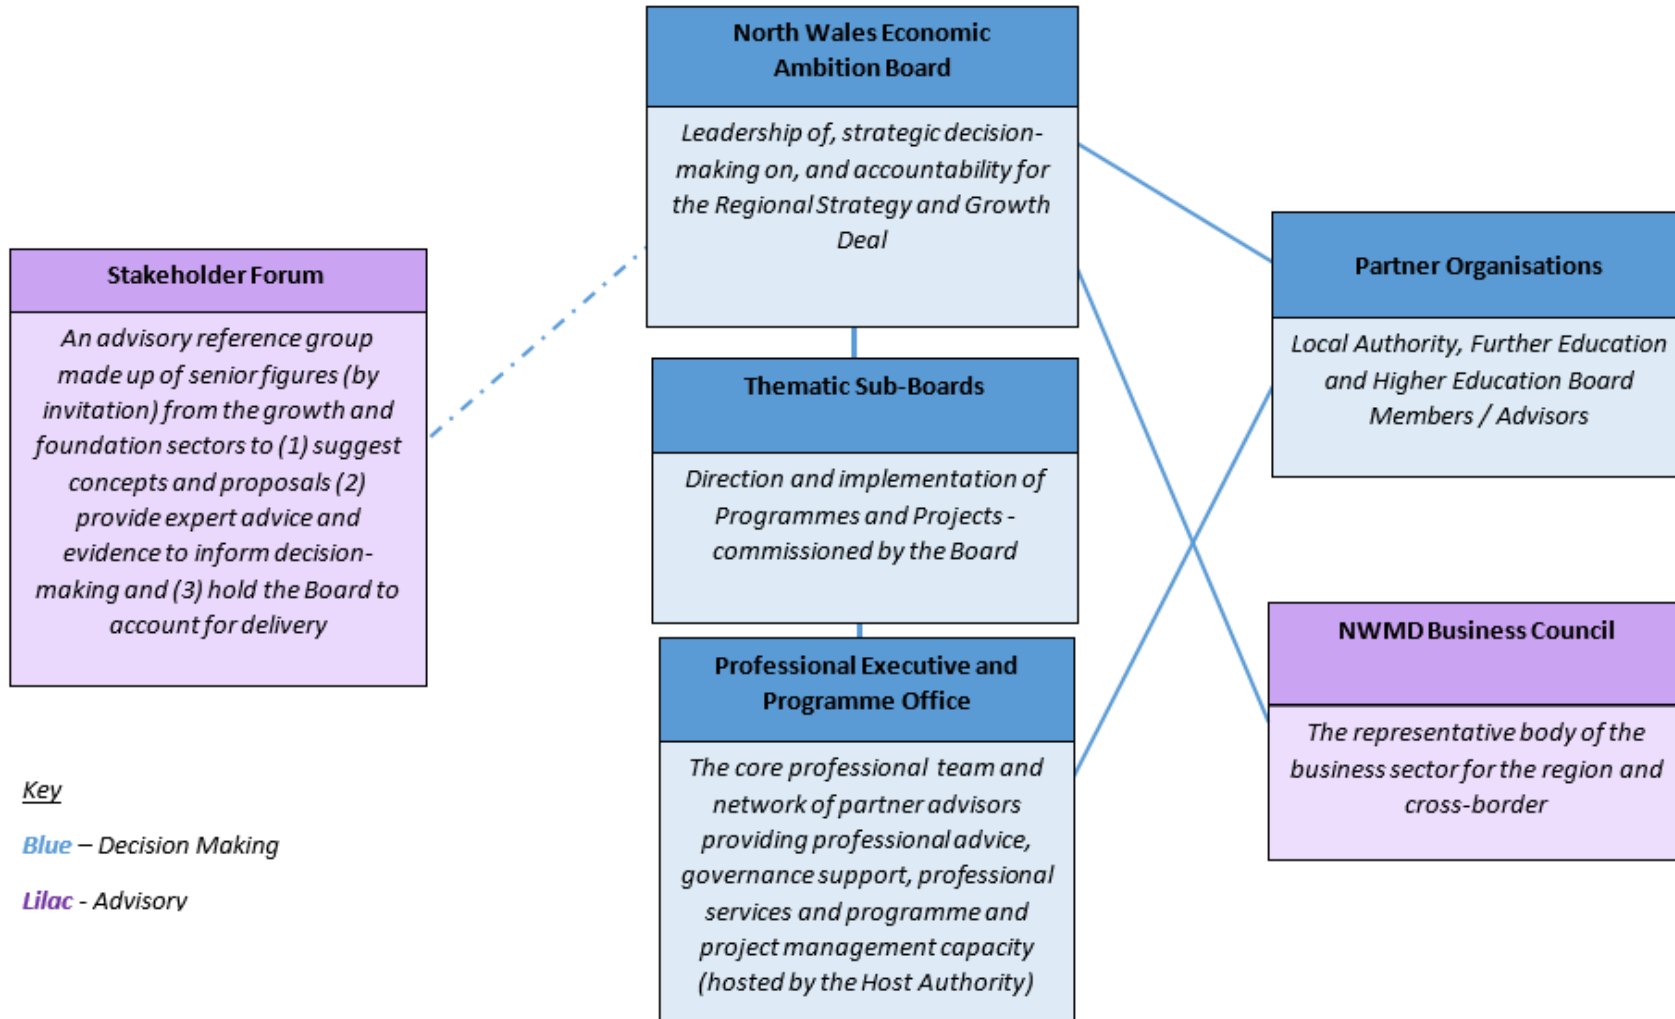 North Wales Economic
Ambition Board
Leadership of, strategic decision-
making on, and accountability for
the Regional Strategy and Growth
Deal
Stakeholder Forum
An advisory reference group
made up of senior figures (by
invitation) from the growth and
foundation sectors to (1) suggest
concepts and proposals (2)
provide expert advice and
evidence to inform decision-
making and (3) hold the Board to
account for delivery
Thematic Sub-Boards
Direction and implementation of
Programmes and Projects -
commissioned by the Board
Professional Executive and
Programme Office
The core professional team and
network of partner advisors
providing professional advice,
governance support, professional
services and programme and
project management capacity
(hosted by the Host Authority)
Partner Organisations
Local Authority, Further Education
and Higher Education Board
Members / Advisors
NWMD Business Council
The representative body of the
business sector for the region and
cross-border
Key
Blue – Decision Making
Lilac - Advisory